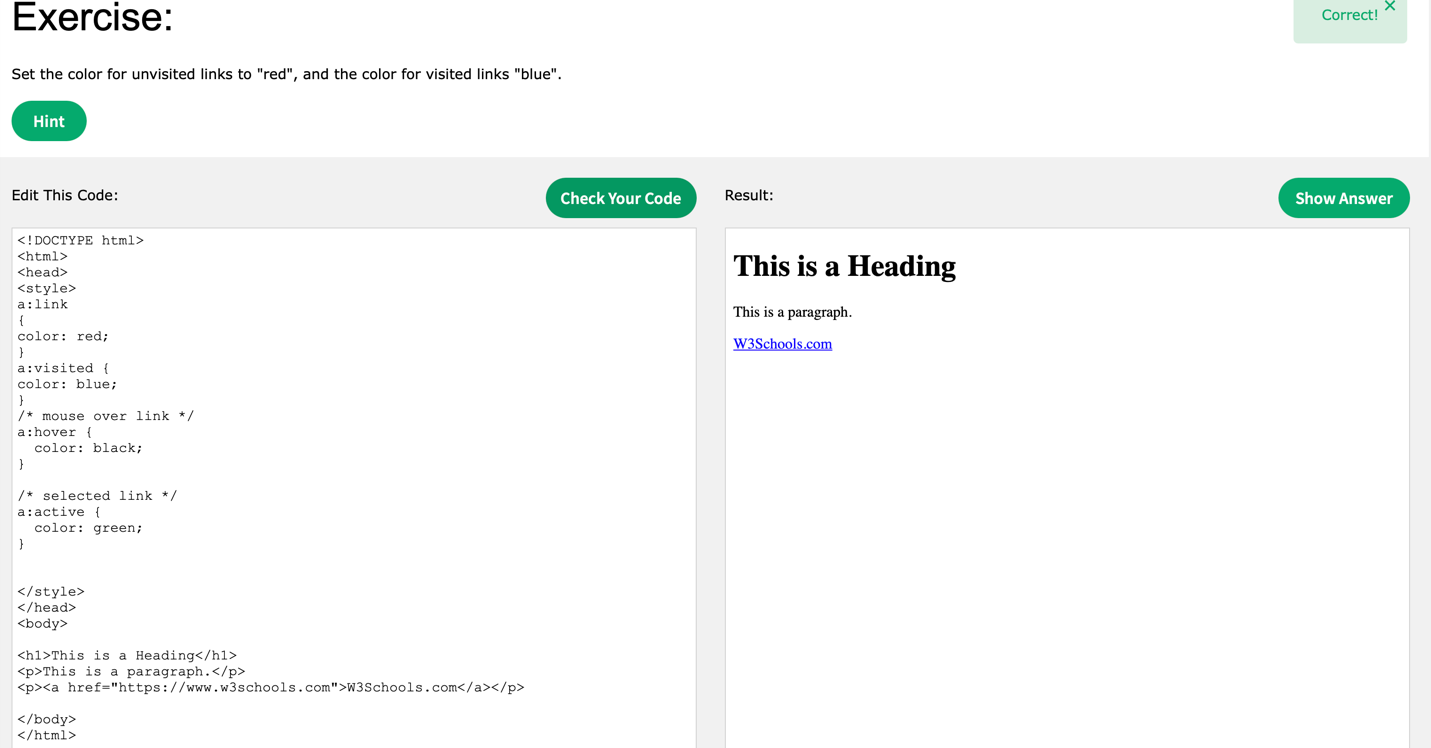 Exercise:
Correct! ×
Set the color for unvisited links to "red", and the color for visited links "blue".
Hint
Edit This Code:
Check Your Code
<!DOCTYPE html>
<html>
<head>
<style>
a:link
{
color: red;
}
a:visited {
color: blue;
}
/* mouse over link */
a:hover {
  color: black;
}
/* selected link */
a:active {
  color: green;
}
</style>
</head>
<body>
<h1>This is a Heading</h1>
<p>This is a paragraph.</p>
<p><a href="https://www.w3schools.com">W3Schools.com</a></p>
</body>
</html>
Result:
Show Answer
This is a Heading
This is a paragraph.
W3Schools.com